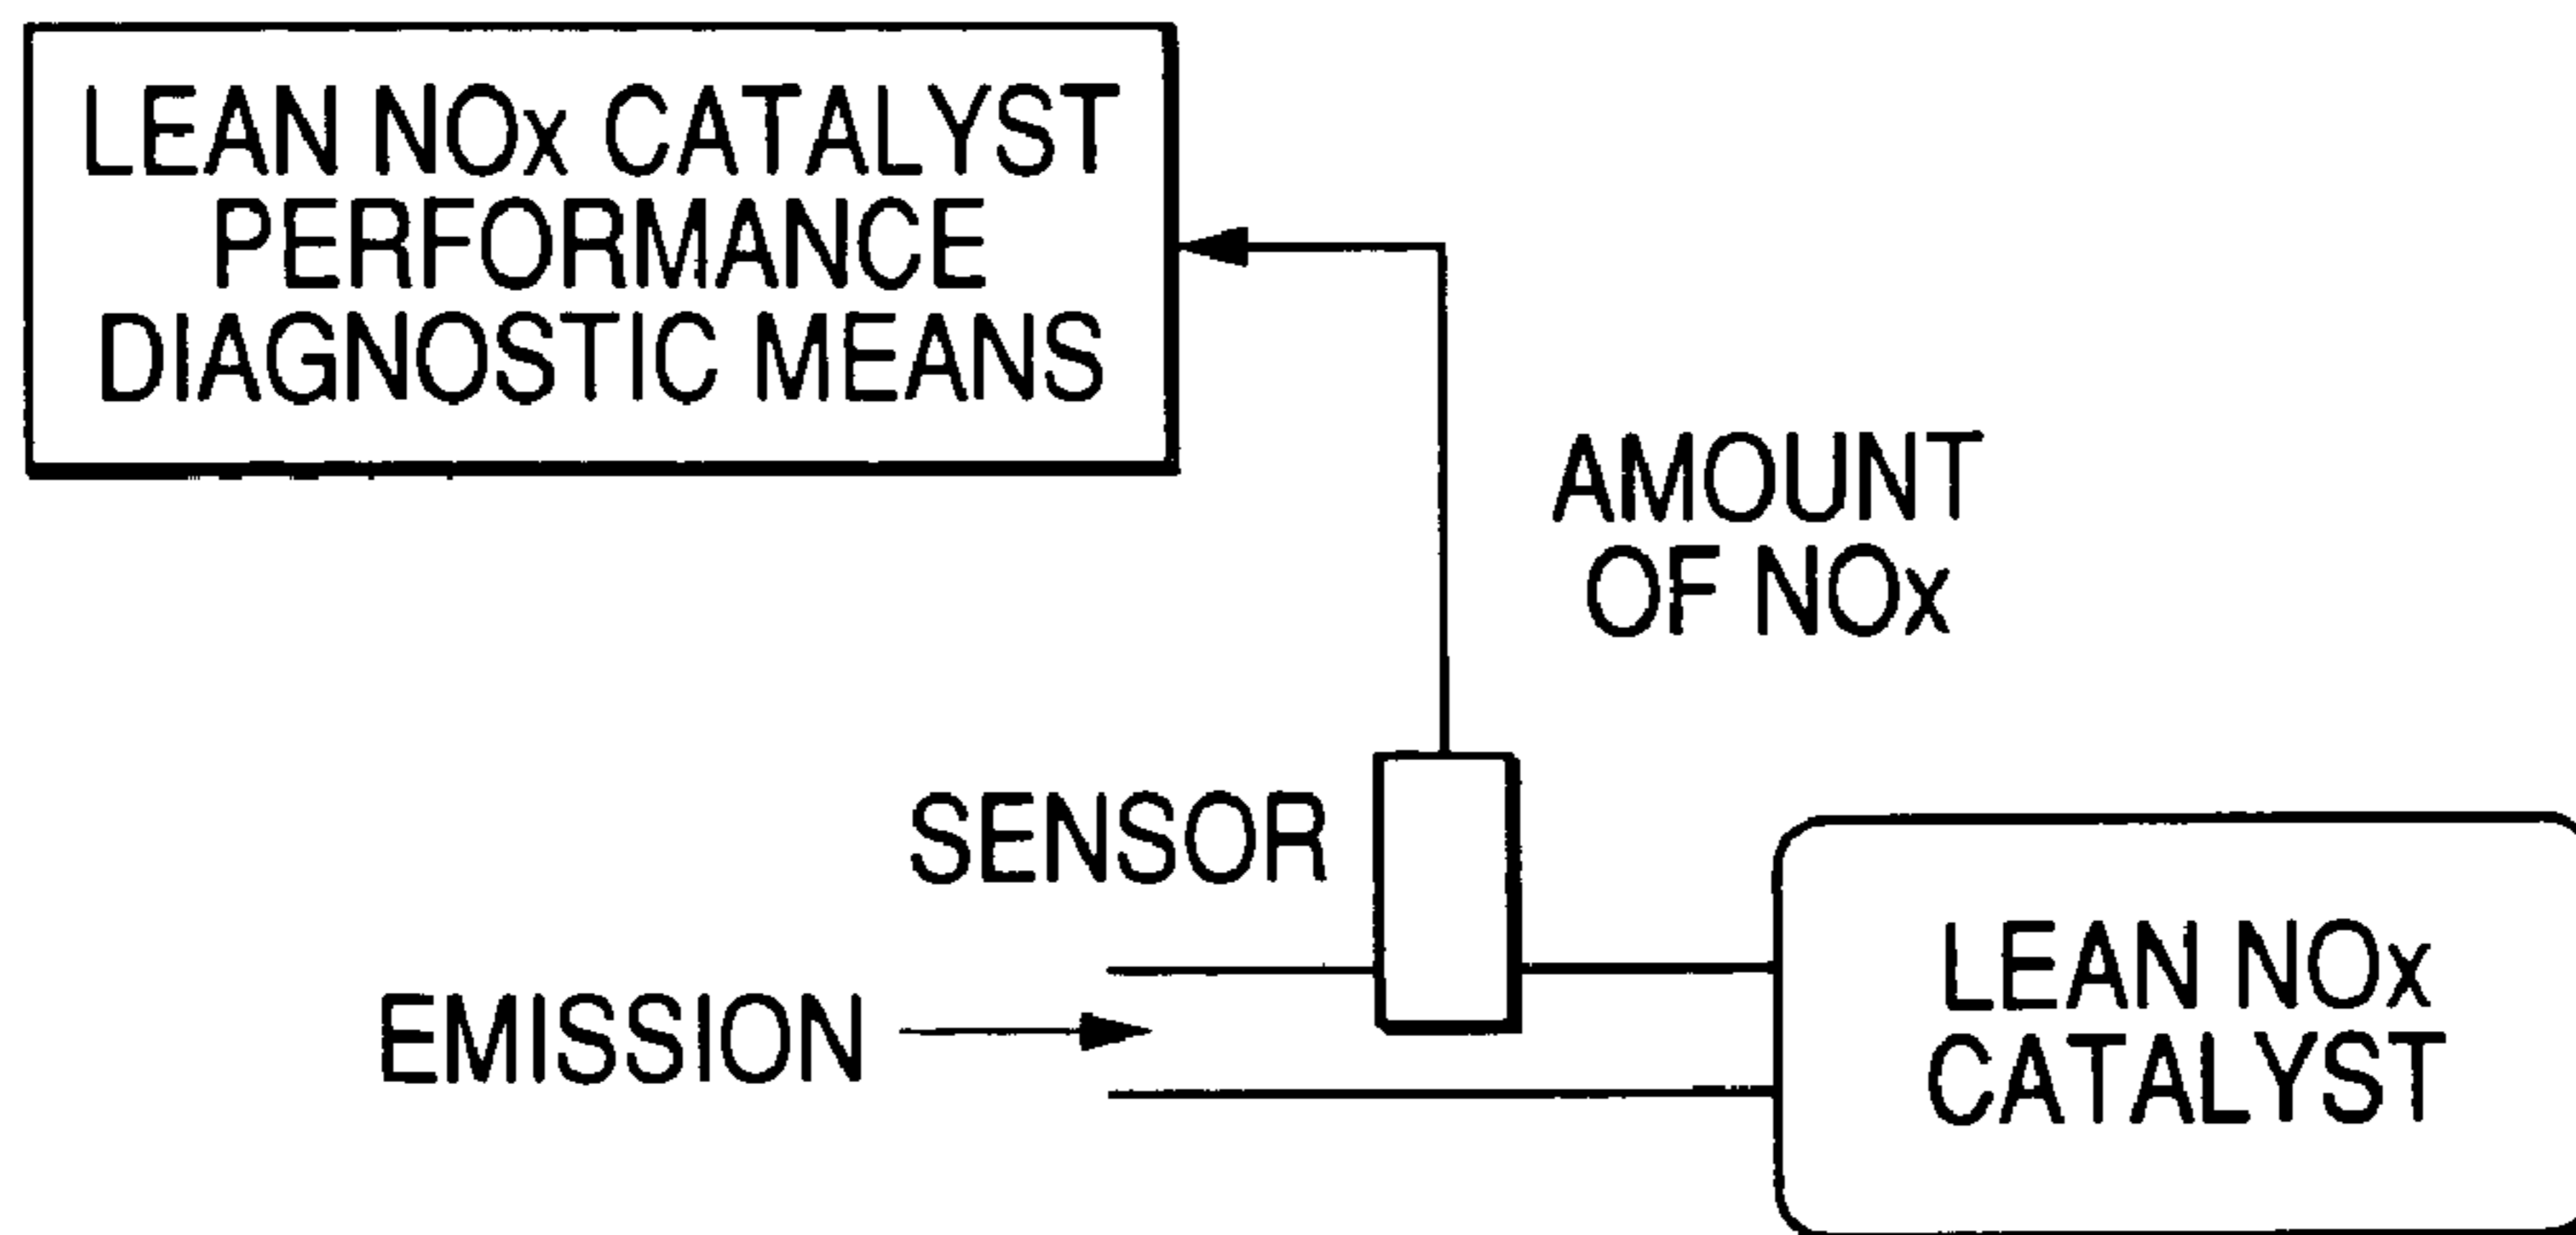 LEAN NOx CATALYST
PERFORMANCE
DIAGNOSTIC MEANS
AMOUNT
OF NOx
SENSOR
EMISSION
LEAN NOx
CATALYST